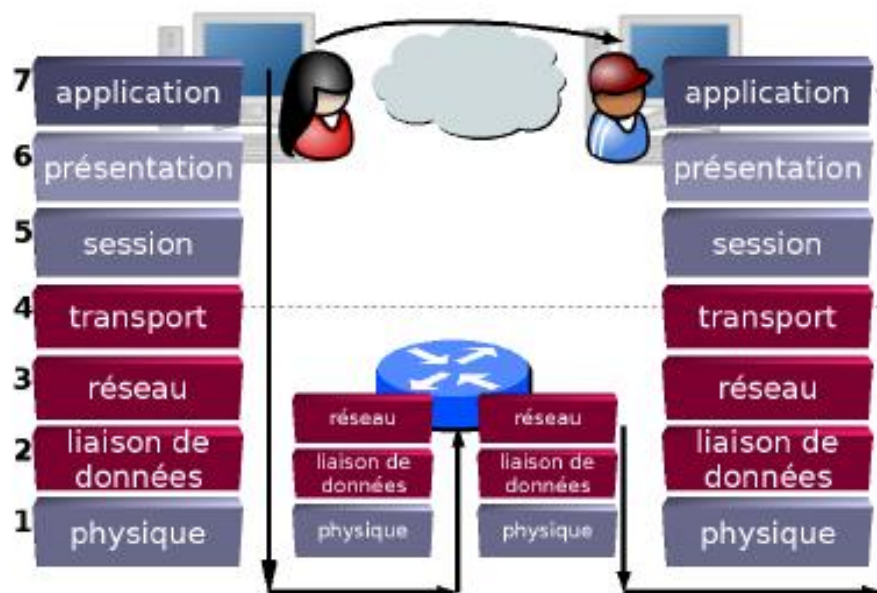 7
application
6
présentation
5
session
4
transport
3
réseau
2
liaison de
données
1
physique
réseau
liaison de
données
physique
réseau
liaison de
données
physique
application
présentation
session
transport
réseau
liaison de
données
physique